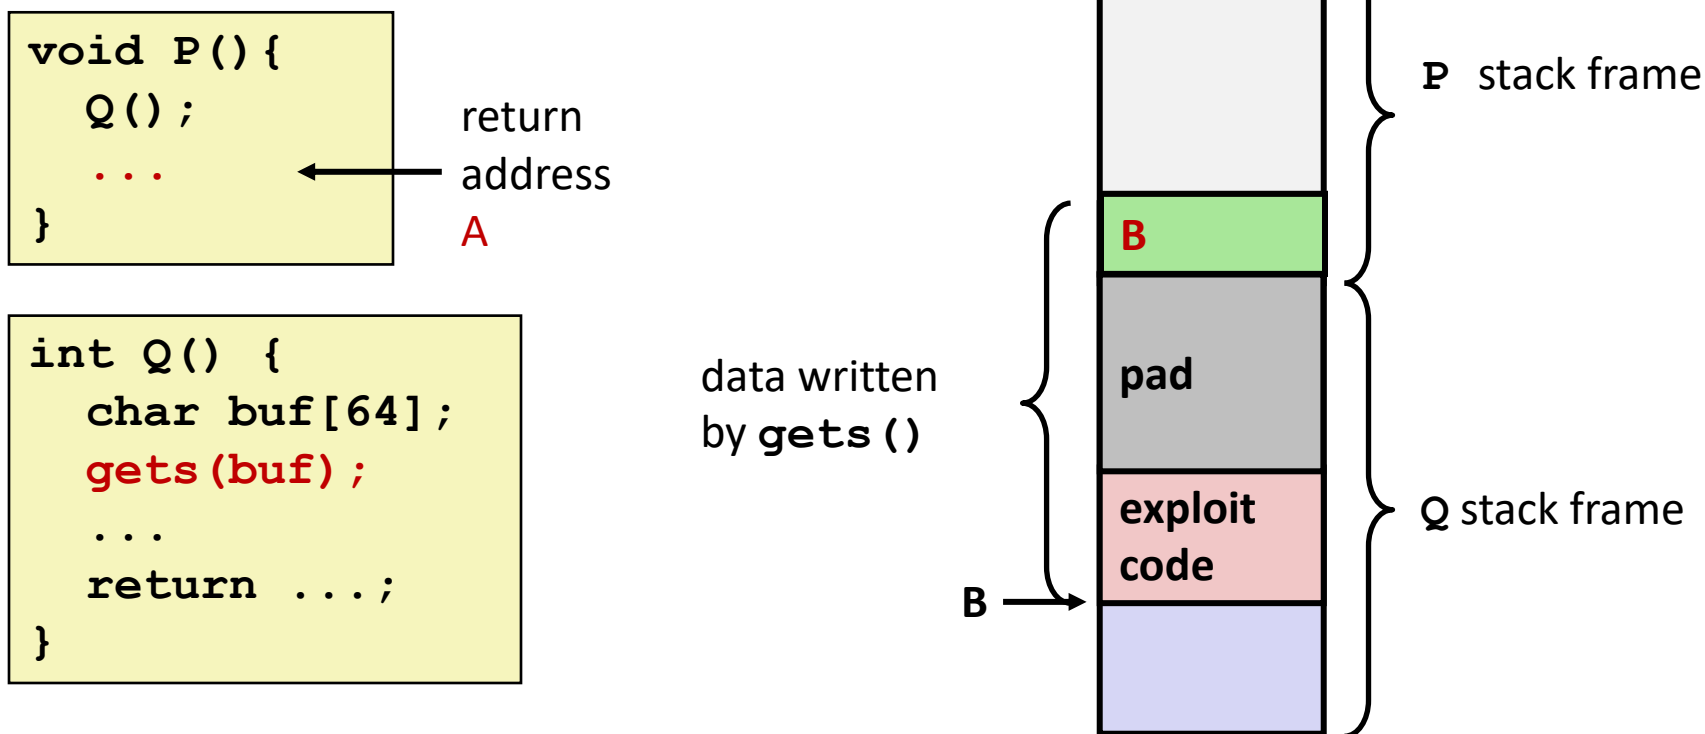 void P(){
  Q();
  ...
}
return
address
A
int Q() {
  char buf[64];
  gets(buf);
  ...
  return ...;
}
data written
by gets()
B
B
pad
exploit
code
P stack frame
Q stack frame